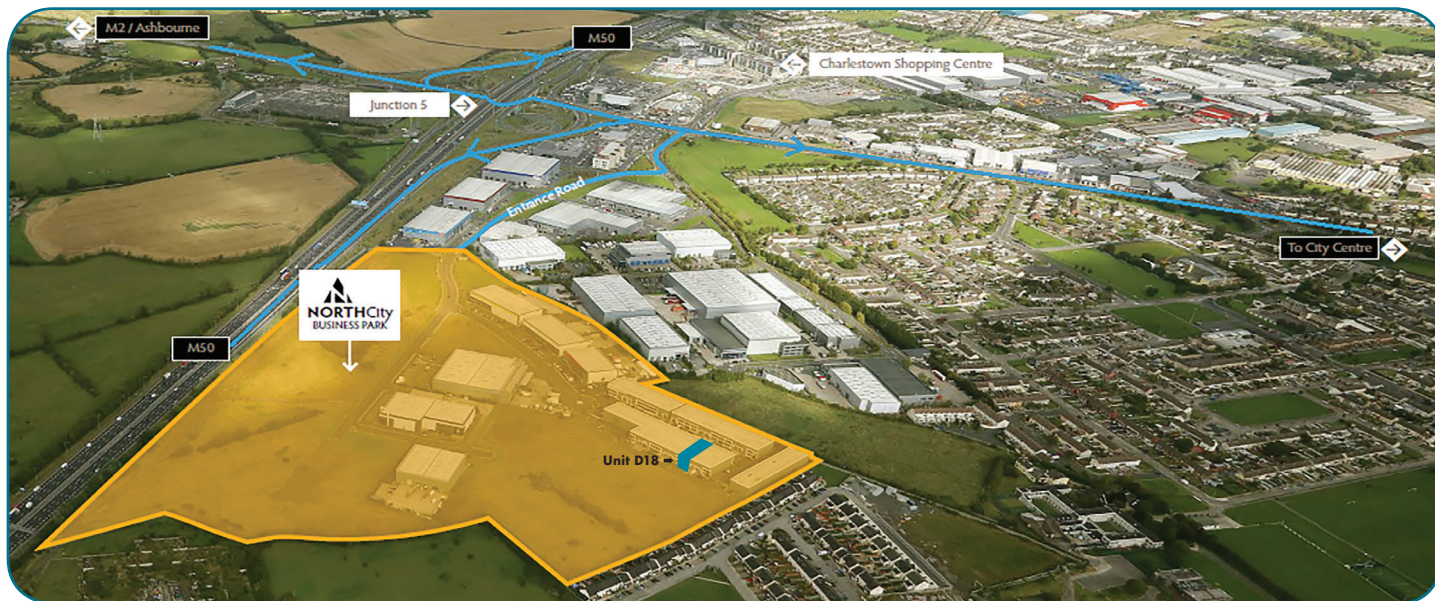 M2 / Ashbourne
M50
Charlestown Shopping Centre
Junction 5
Entrance Road
To City Centre
NORTHCity
BUSINESS PARK
M50
Unit D18